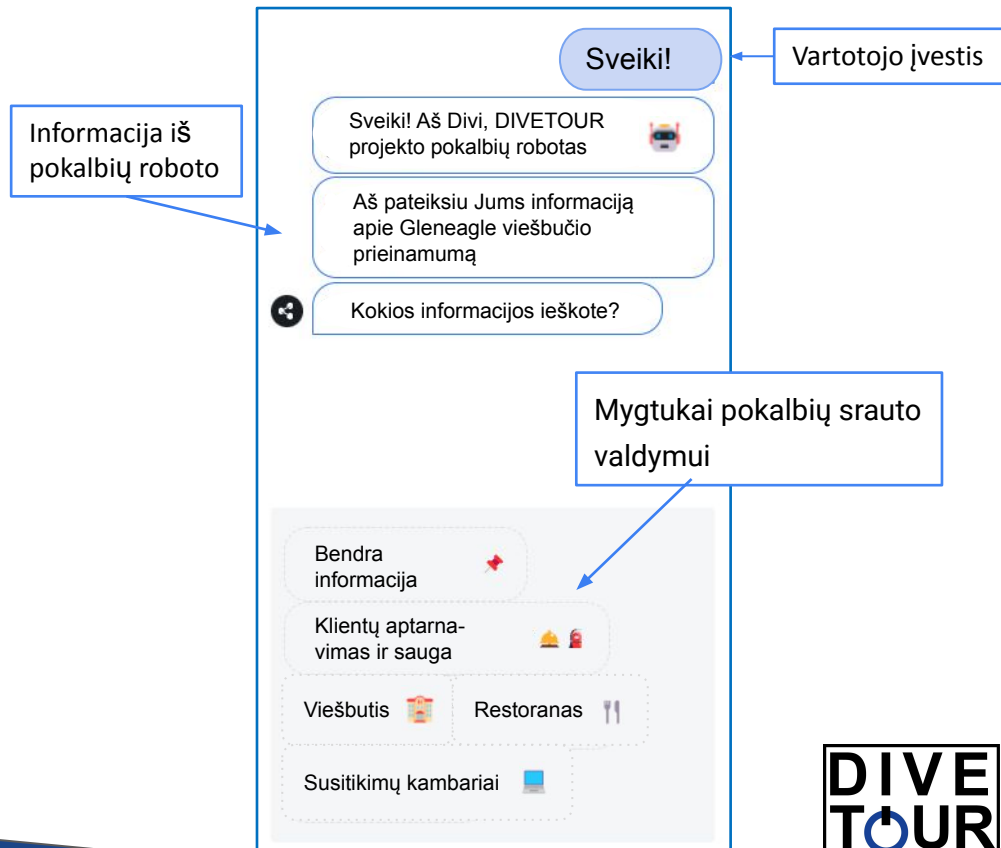 Sveiki!
Vartotojo įvestis
Informacija iš
pokalbių roboto
Sveiki! Aš Divi, DIVETOUR
projekto pokalbių robotas
Aš pateiksiu Jums informaciją
apie Gleneagle viešbučio
prieinamumą
Kokios informacijos ieškote?
Mygtukai pokalbių srauto
valdymui
Bendra
informacija
Klientų aptarna-
vimas ir sauga
Viešbutis
Restoranas
Susitikimų kambariai
DIVE
TOUR